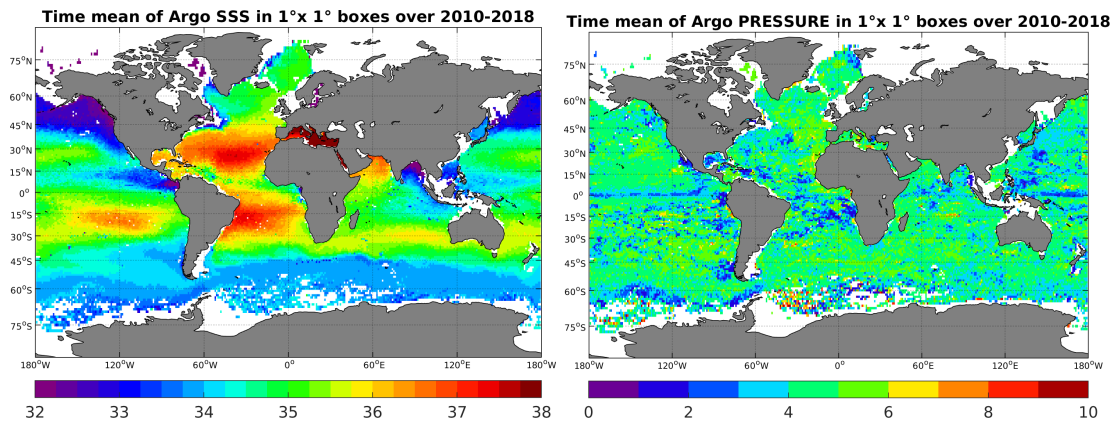 Time mean of Argo SSS in 1°x 1° boxes over 2010-2018
75°N
60°N
45°N
30°N
15°N
0°
15°S
30°S
45°S
60°S
75°S
180°W 120°W 60°W 0° 60°E 120°E 180°W
32 33 34 35 36 37 38
Time mean of Argo PRESSURE in 1°x 1° boxes over 2010-2018
75°N
60°N
45°N
30°N
15°N
0°
15°S
30°S
45°S
60°S
75°S
180°W 120°W 60°W 0° 60°E 120°E 180°W
0 2 4 6 8 10